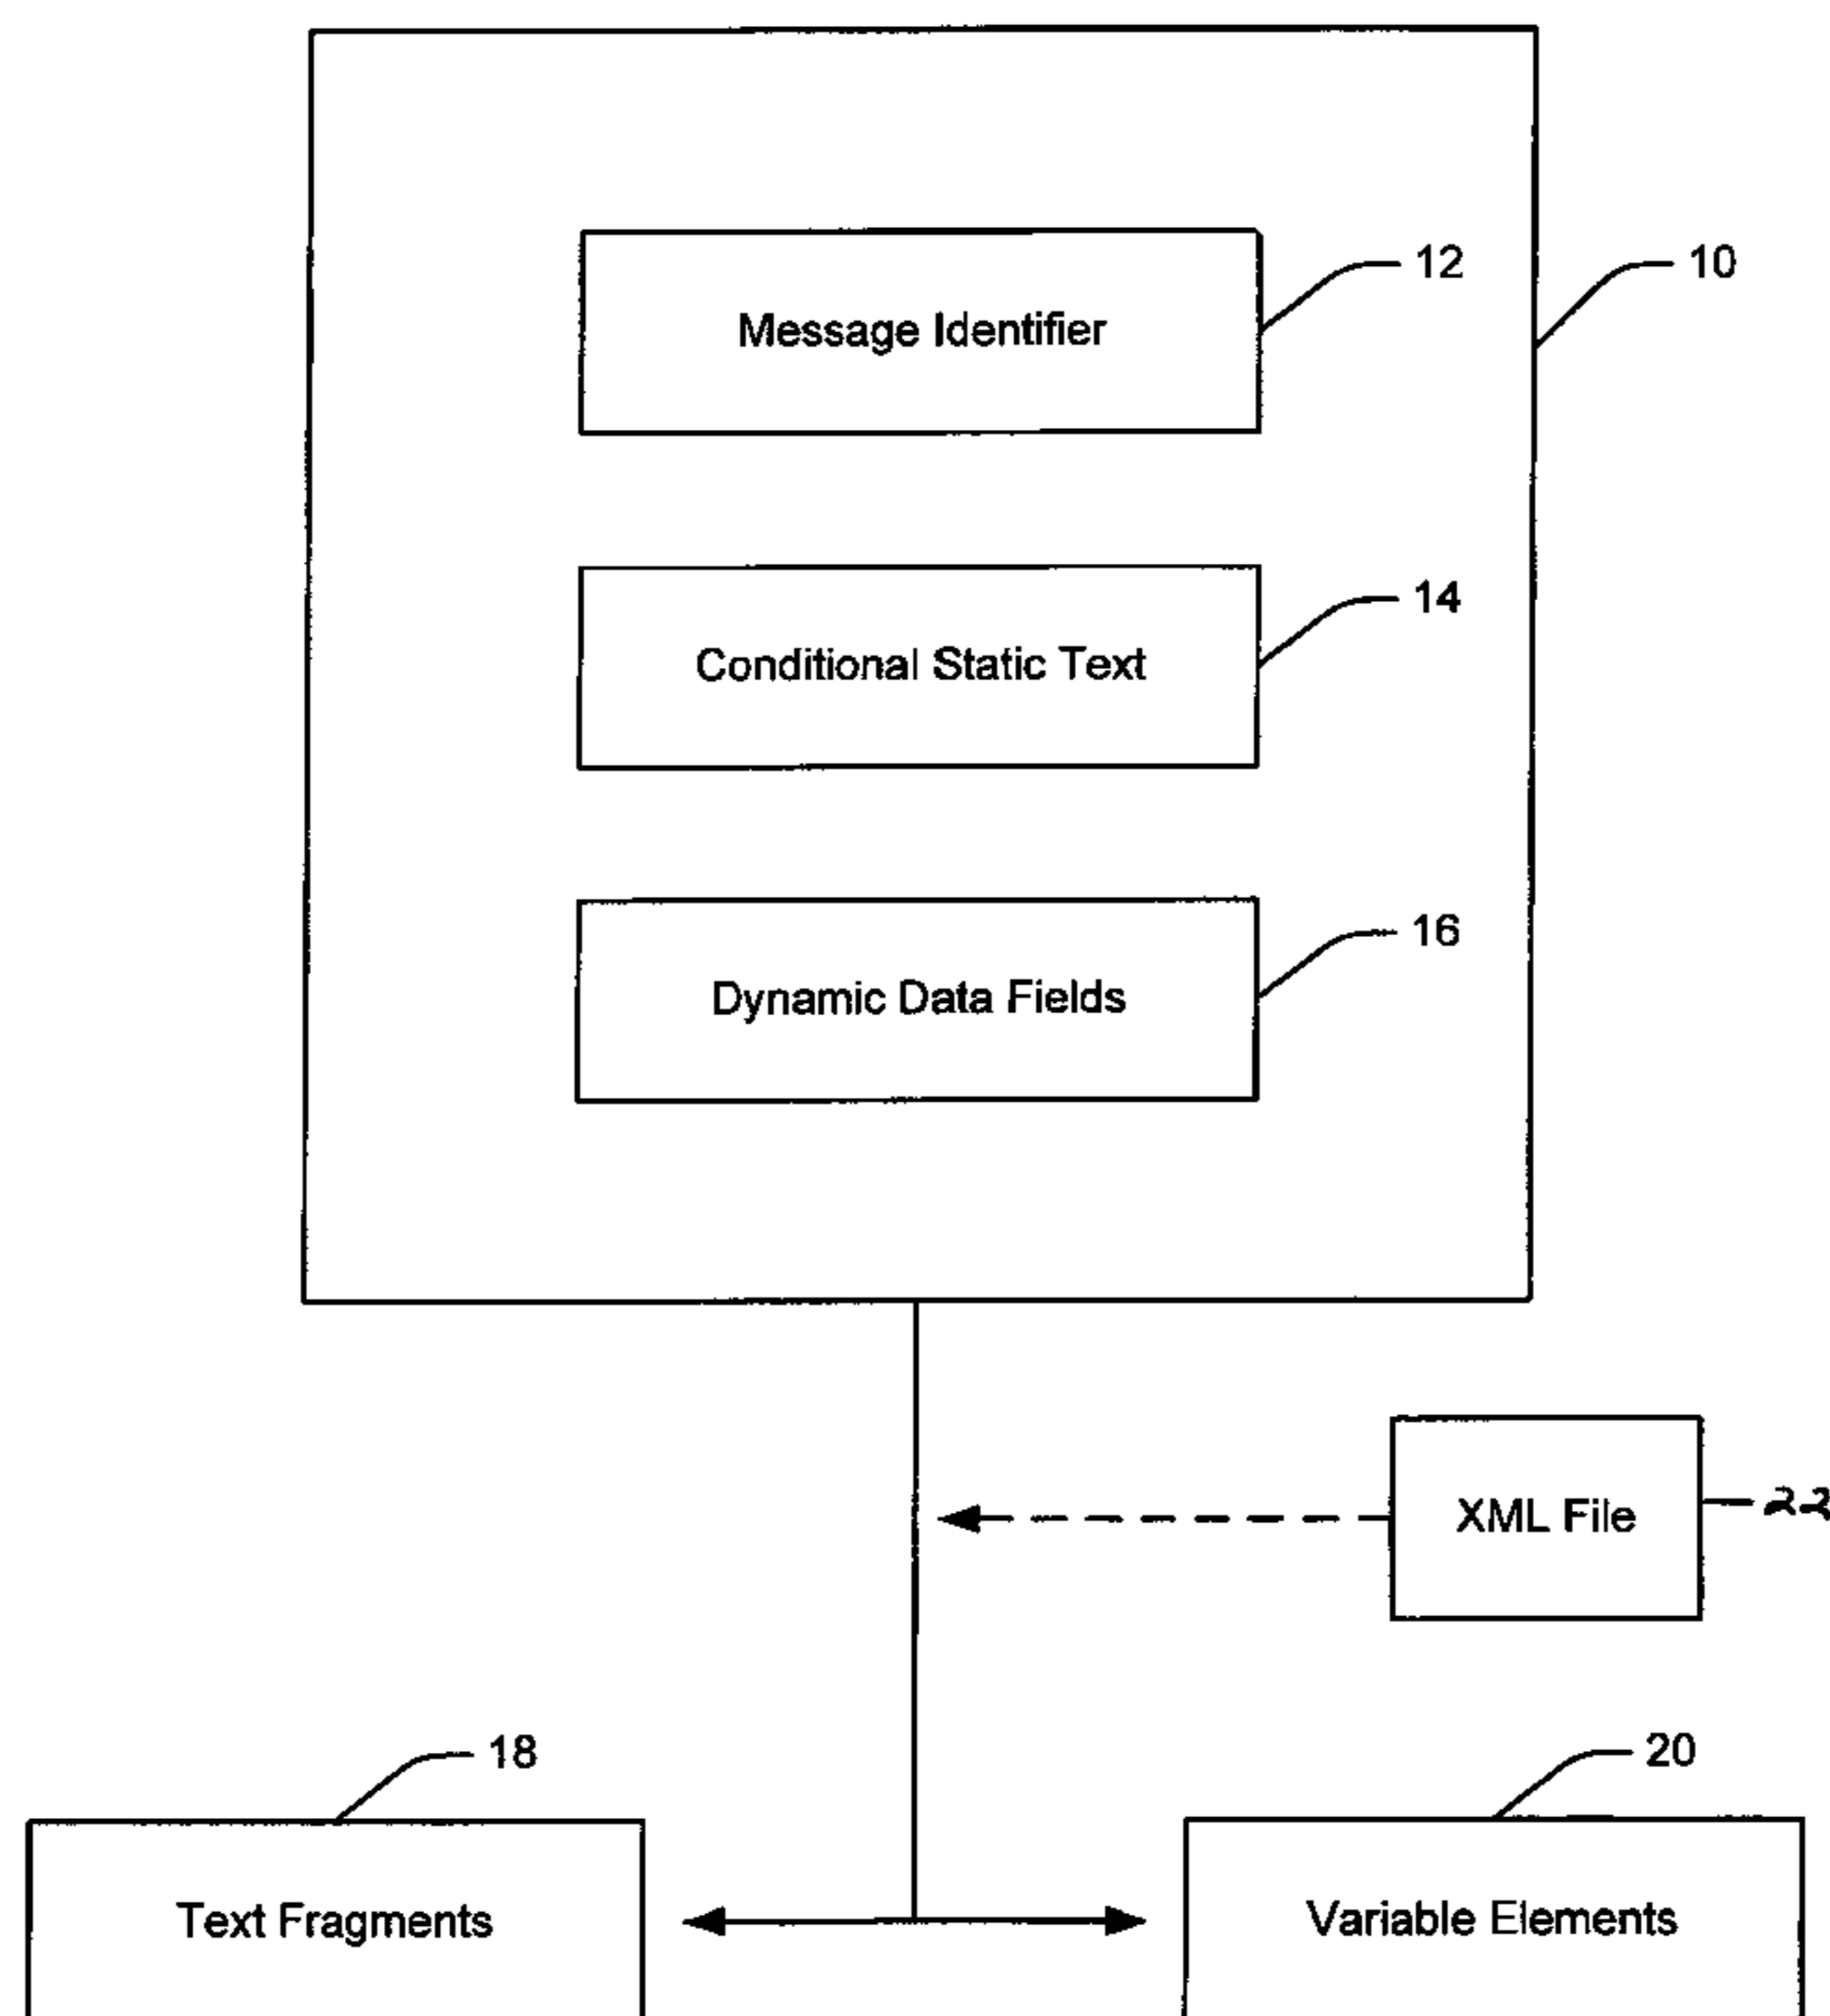 12
10
Message Identifier
14
Conditional Static Text
16
Dynamic Data Fields
XML File
22
18
20
Text Fragments
Variable Elements